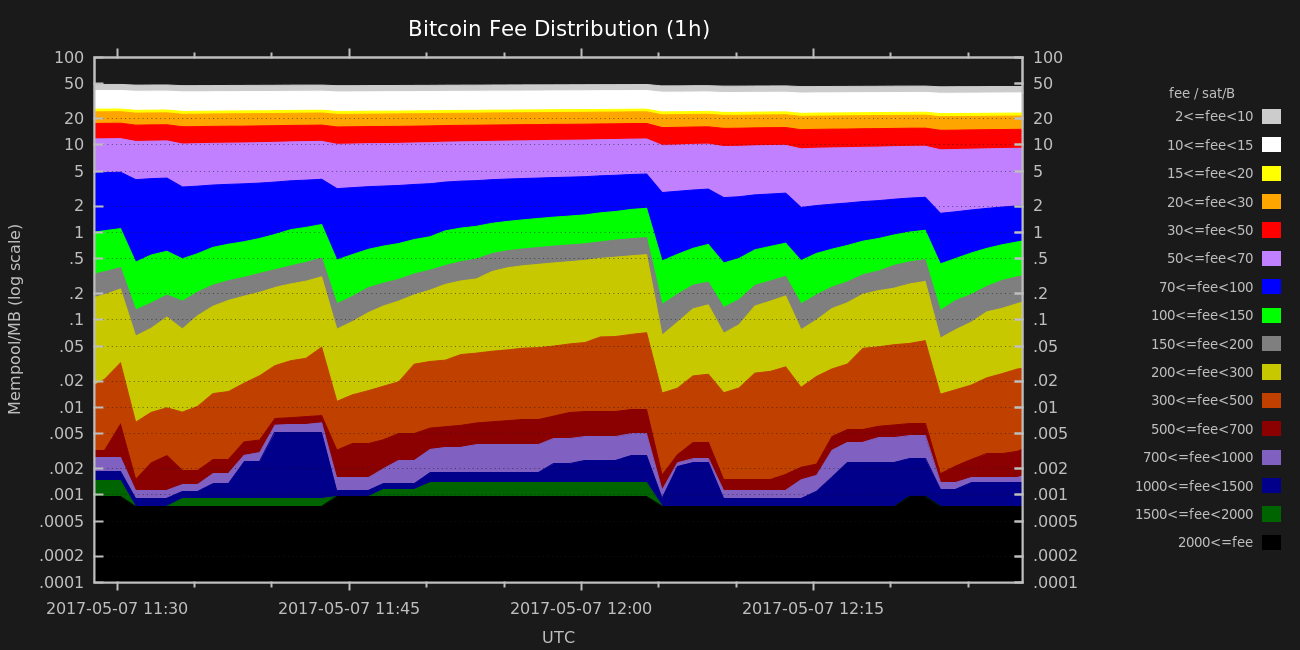 Bitcoin Fee Distribution (1h)
Mempool/MB (log scale)
100
50
20
10
5
2
1
.5
.2
.1
.05
.02
.01
.005
.002
.001
.0005
.0002
.0001
100
50
20
10
5
2
1
.5
.2
.1
.05
.02
.01
.005
.002
.001
.0005
.0002
.0001
2017-05-07 11:30 2017-05-07 11:45 2017-05-07 12:00 2017-05-07 12:15
UTC
fee / sat/B
2<=fee<10
10<=fee<15
15<=fee<20
20<=fee<30
30<=fee<50
50<=fee<70
70<=fee<100
100<=fee<150
150<=fee<200
200<=fee<300
300<=fee<500
500<=fee<700
700<=fee<1000
1000<=fee<1500
1500<=fee<2000
2000<=fee